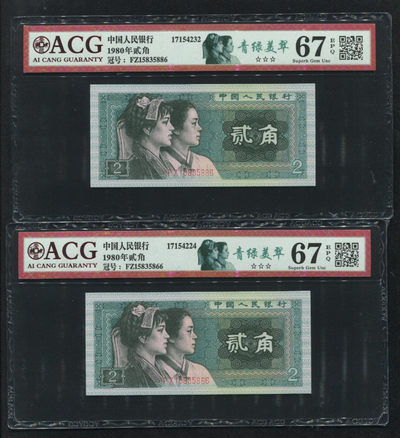 ACG
AI CANG GUARANTY
中国人民银行
1980年贰角
冠号：FZ15835886
17154232
青绿美翠
☆☆☆
67 EPQ
Superb Gem Unc
中国人民银行
贰角
2
2
FZ15835886
ACG
AI CANG GUARANTY
中国人民银行
1980年贰角
冠号：FZ15835866
17154224
青绿美翠
☆☆☆
67 EPQ
Superb Gem Unc
中国人民银行
贰角
2
2
FZ15835866